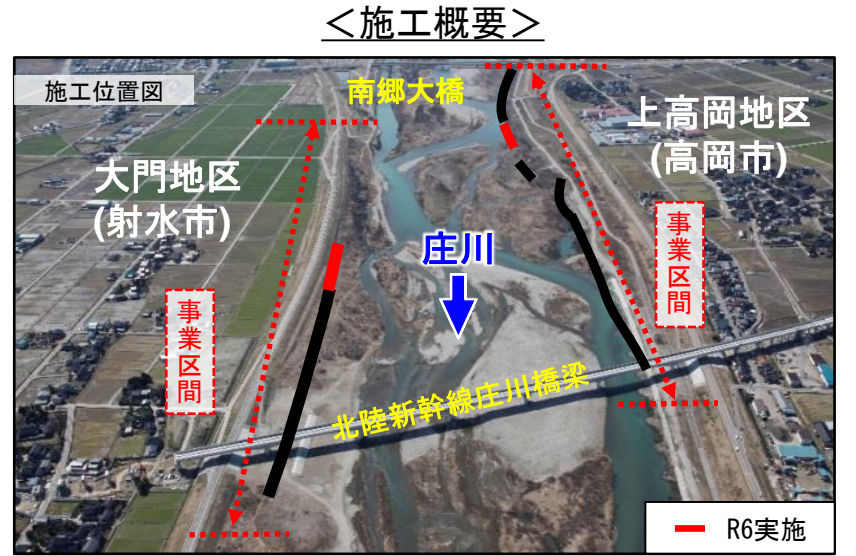 ＜施工概要＞
施工位置図
南郷大橋
上高岡地区
(高岡市)
大門地区
(射水市)
事業区間
庄川
事業区間
北陸新幹線庄川橋梁
R6実施